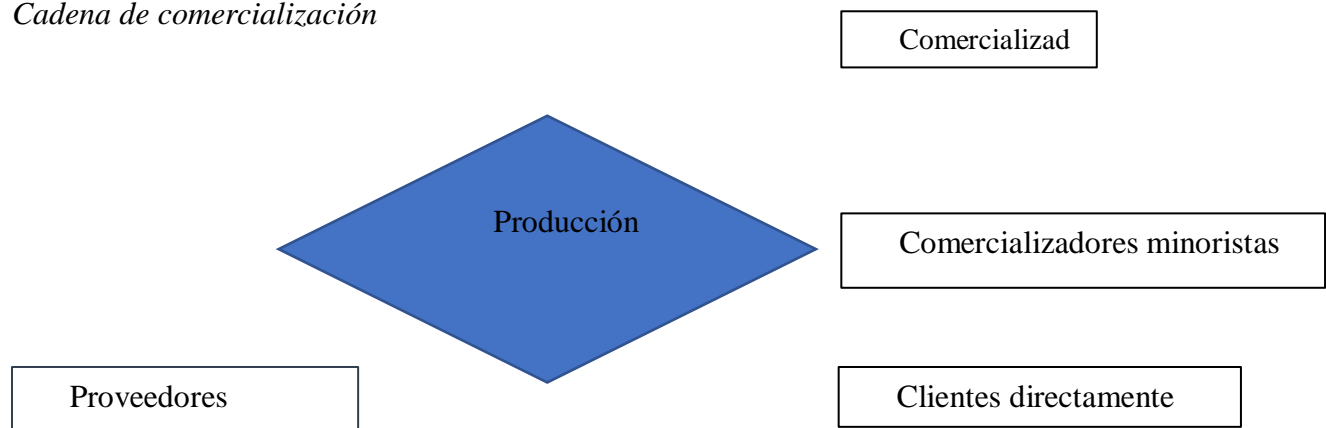 Cadena de comercialización
Comercializad
Producción
Comercializadores minoristas
Proveedores
Clientes directamente